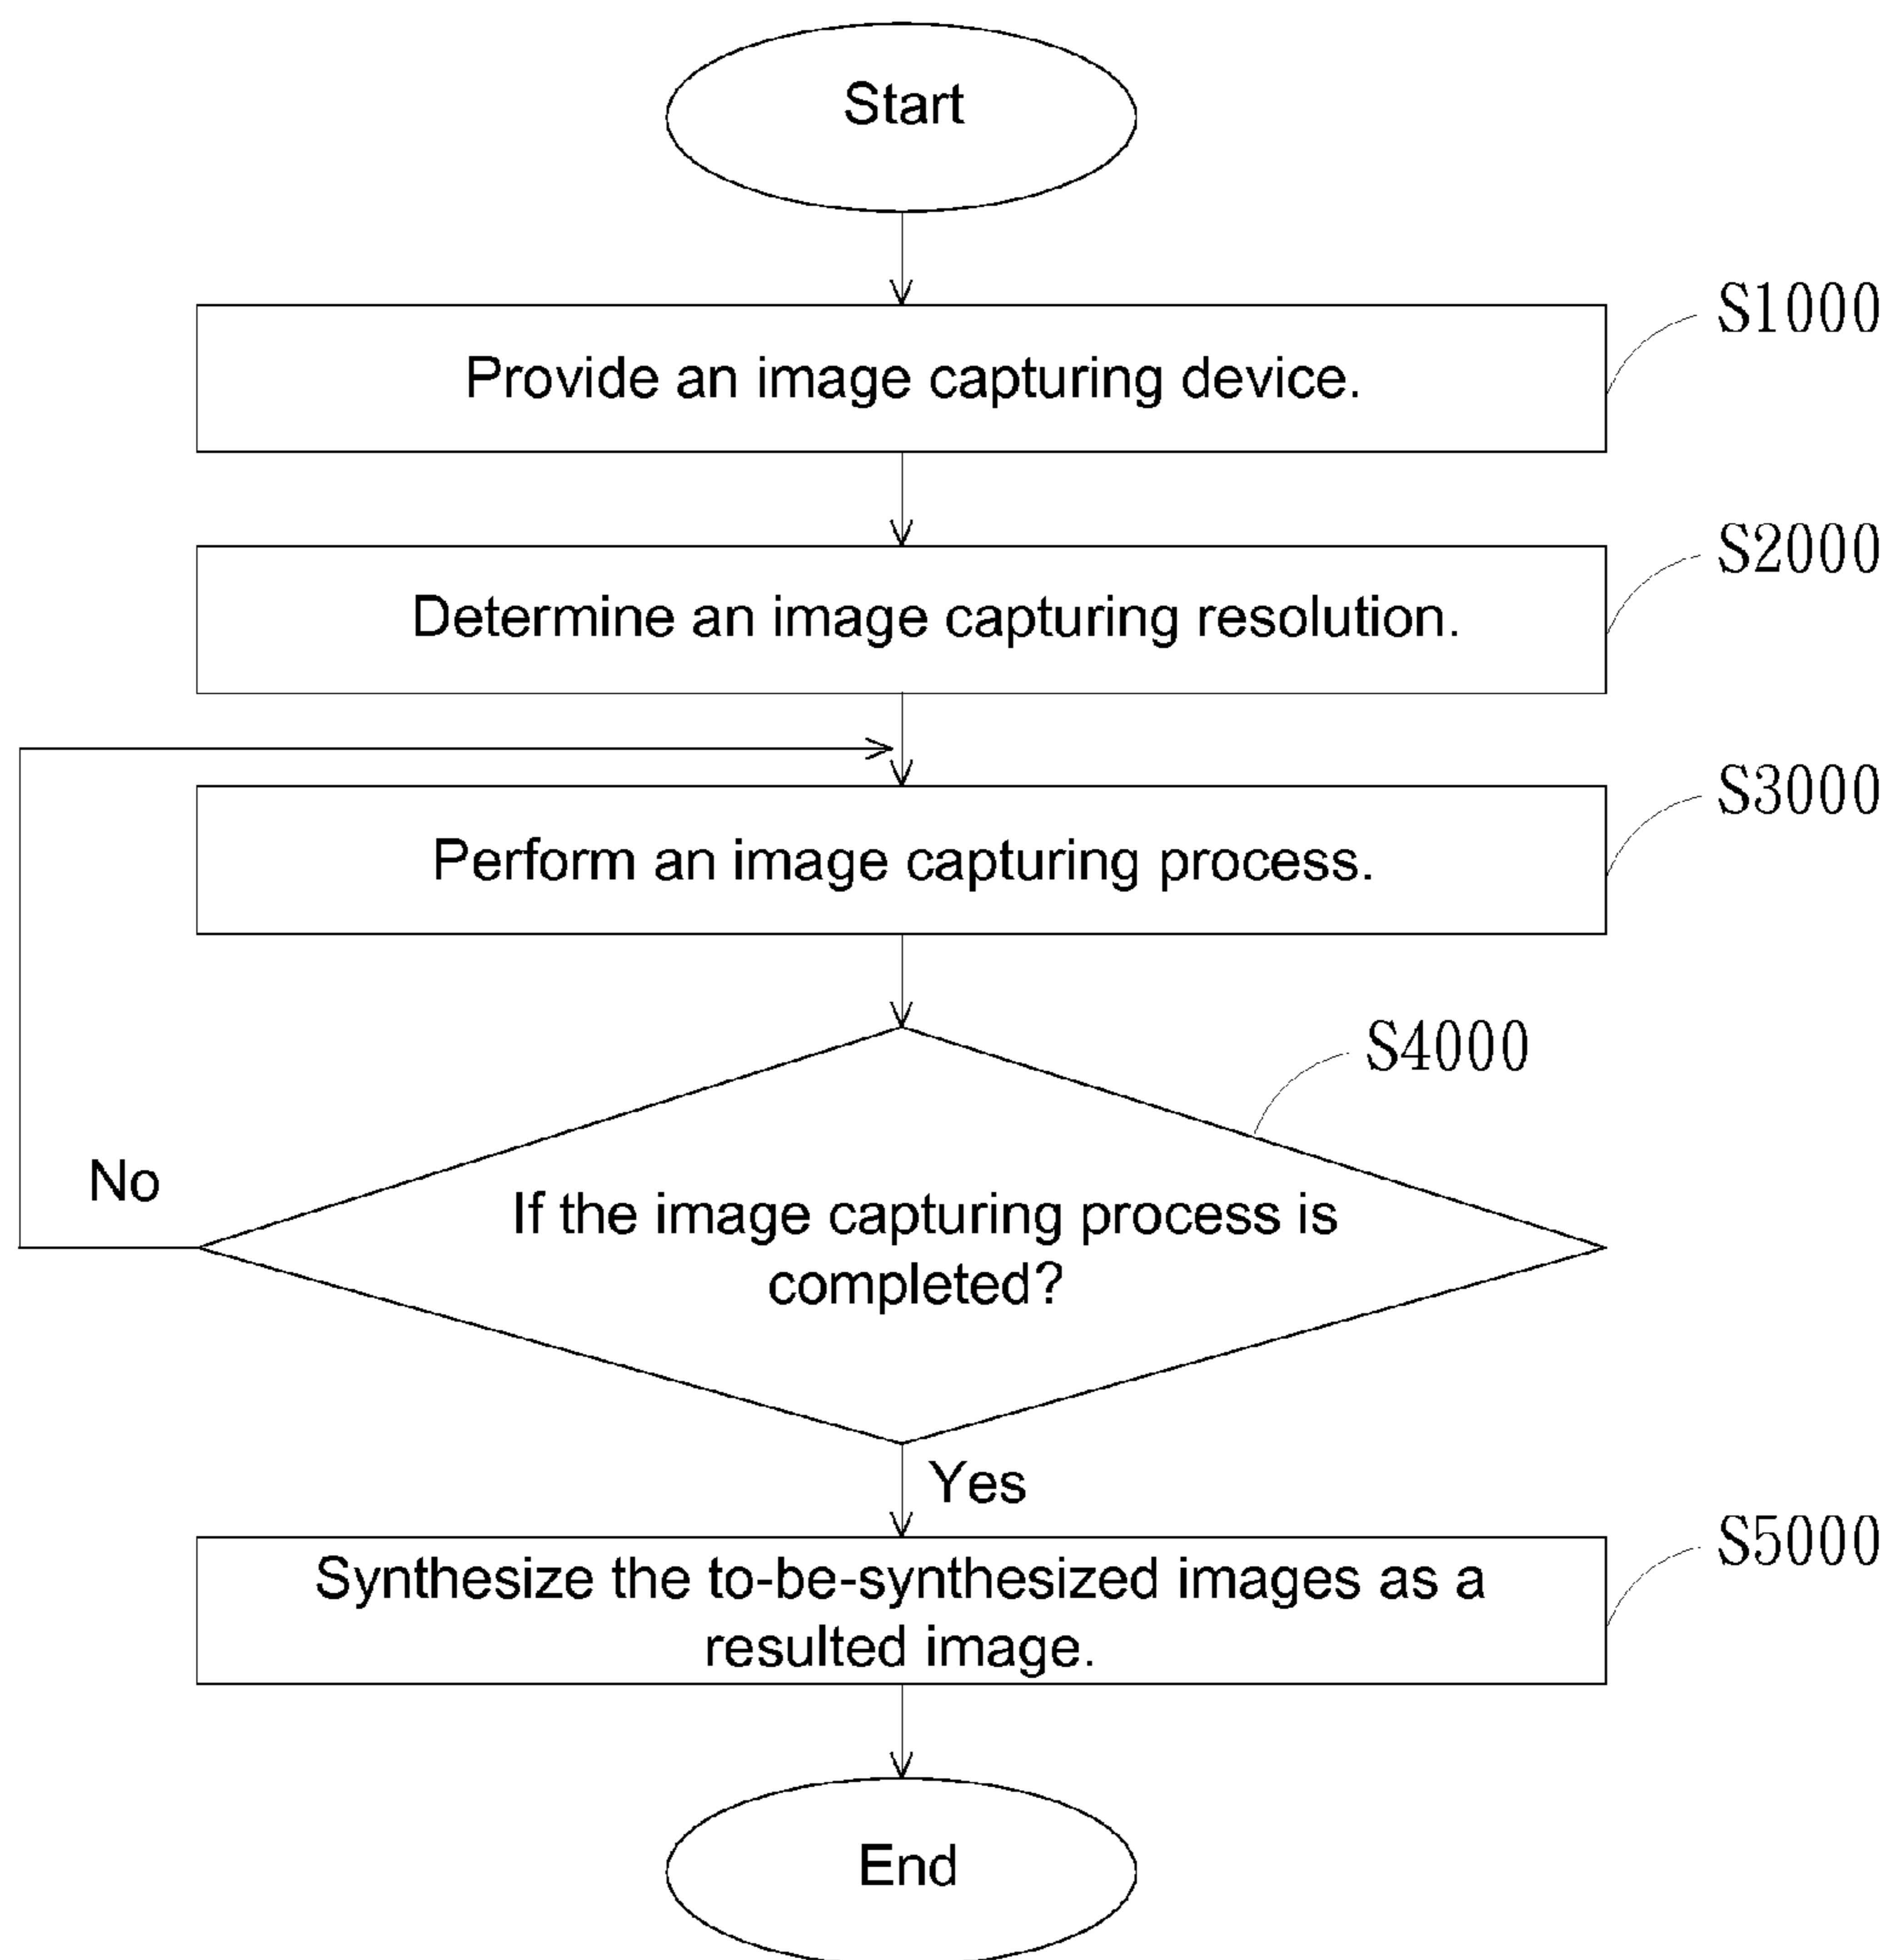 Start
S1000
Provide an image capturing device.
S2000
Determine an image capturing resolution.
S3000
Perform an image capturing process.
S4000
No
If the image capturing process is
completed?
Yes
S5000
Synthesize the to-be-synthesized images as a
resulted image.
End